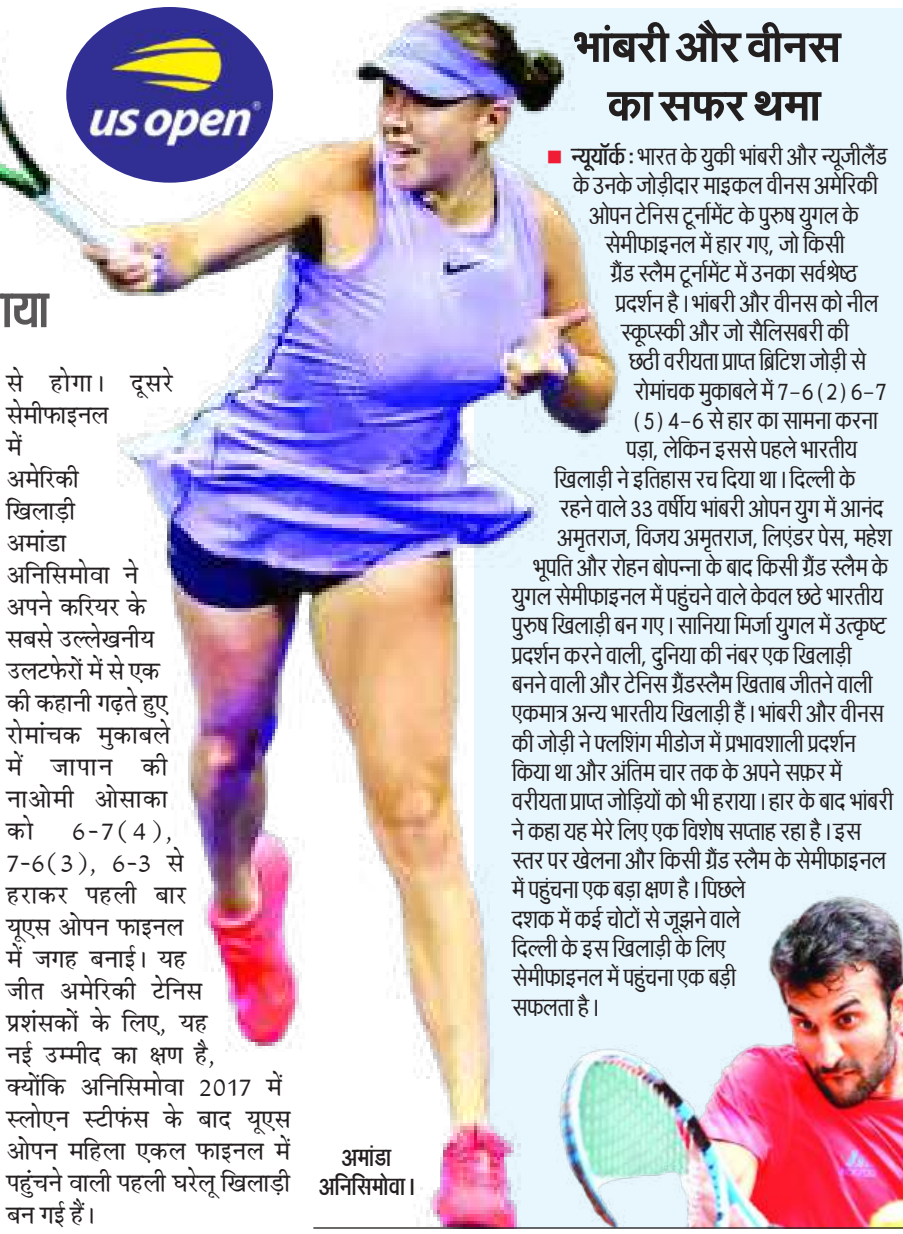 us open
गाया
से होगा। दूसरे
सेमीफाइनल
में
अमेरिकी
खिलाड़ी
अमांडा
अनिसिमोवा ने
अपने करियर के
सबसे उल्लेखनीय
उलटफेरों में से एक
की कहानी गढ़ते हुए
रोमांचक मुकाबले
में जापान की
नाओमी ओसाका
को 6-7(4),
7-6(3), 6-3 से
हराकर पहली बार
यूएस ओपन फाइनल
में जगह बनाई। यह
जीत अमेरिकी टेनिस
प्रशंसकों के लिए, यह
नई उम्मीद का क्षण है,
क्योंकि अनिसिमोवा 2017 में
स्लोएन स्टीफंस के बाद यूएस
ओपन महिला एकल फाइनल में
पहुंचने वाली पहली घरेलू खिलाड़ी
बन गई हैं।
अमांडा
अनिसिमोवा।
भांबरी और वीनस
का सफर थमा
न्यूयॉर्क : भारत के युकी भांबरी और न्यूजीलैंड
के उनके जोड़ीदार माइकल वीनस अमेरिकी
ओपन टेनिस टूर्नामेंट के पुरुष युगल के
सेमीफाइनल में हार गए, जो किसी
ग्रैंड स्लैम टूर्नामेंट में उनका सर्वश्रेष्ठ
प्रदर्शन है। भांबरी और वीनस को नील
स्कूप्स्की और जो सैलिसबरी की
छठी वरीयता प्राप्त ब्रिटिश जोड़ी से
रोमांचक मुकाबले में 7-6 (2) 6-7
(5) 4-6 से हार का सामना करना
पड़ा, लेकिन इससे पहले भारतीय
खिलाड़ी ने इतिहास रच दिया था। दिल्ली के
रहने वाले 33 वर्षीय भांबरी ओपन युग में आनंद
अमृतराज, विजय अमृतराज, लिएंडर पेस, महेश
भूपति और रोहन बोपन्ना के बाद किसी ग्रैंड स्लैम के
युगल सेमीफाइनल में पहुंचने वाले केवल छठे भारतीय
पुरुष खिलाड़ी बन गए। सानिया मिर्जा युगल में उत्कृष्ट
प्रदर्शन करने वाली, दुनिया की नंबर एक खिलाड़ी
बनने वाली और टेनिस ग्रैंडस्लैम खिताब जीतने वाली
एकमात्र अन्य भारतीय खिलाड़ी हैं। भांबरी और वीनस
की जोड़ी ने फ्लशिंग मीडोज में प्रभावशाली प्रदर्शन
किया था और अंतिम चार तक के अपने सफ़र में
वरीयता प्राप्त जोड़ियों को भी हराया। हार के बाद भांबरी
ने कहा यह मेरे लिए एक विशेष सप्ताह रहा है। इस
स्तर पर खेलना और किसी ग्रैंड स्लैम के सेमीफाइनल
में पहुंचना एक बड़ा क्षण है। पिछले
दशक में कई चोटों से जूझने वाले
दिल्ली के इस खिलाड़ी के लिए
सेमीफाइनल में पहुंचना एक बड़ी
सफलता है।